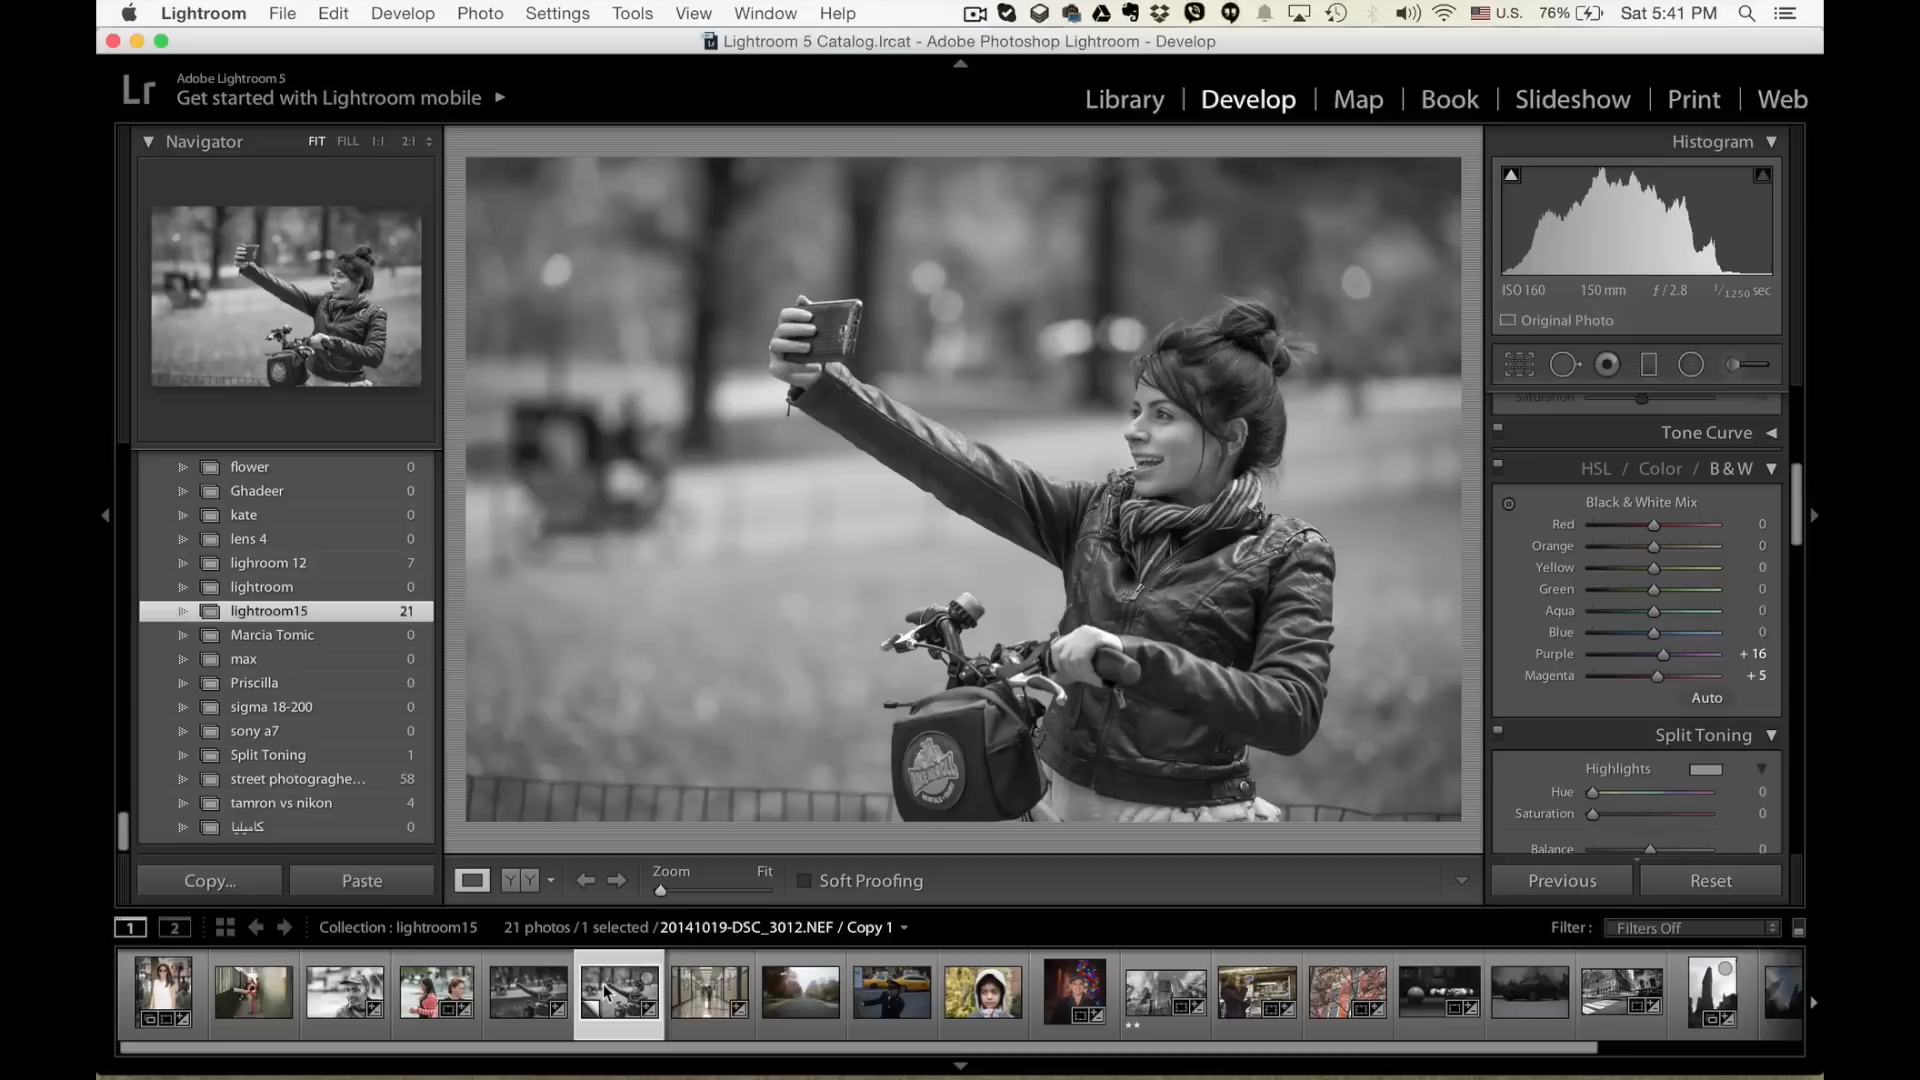 Lightroom File Edit Develop Photo Settings Tools View Window Help U.S. 76% Sat 5:41 PM
Lightroom 5 Catalog.lrcat - Adobe Photoshop Lightroom - Develop
Lr
Adobe Lightroom 5
Get started with Lightroom mobile
Library | Develop | Map | Book | Slideshow | Print | Web
Navigator FIT FILL 1:1 2:1
flower 0
Ghadeer 0
kate 0
lens 4 0
lighroom 12 7
lightroom 0
lightroom15 21
Marcia Tomic 0
max 0
Priscilla 0
sigma 18-200 0
sony a7 0
Split Toning 1
street photographe... 58
tamron vs nikon 4
كاميليا 0
Copy... Paste
Histogram
ISO 160 150 mm ƒ / 2.8 1/1250 sec
Original Photo
Saturation
Tone Curve
HSL / Color / B & W
Black & White Mix
Red 0
Orange 0
Yellow 0
Green 0
Aqua 0
Blue 0
Purple + 16
Magenta + 5
Auto
Split Toning
Highlights
Hue 0
Saturation 0
Balance 0
Previous Reset
YY Zoom Fit Soft Proofing
1 2 Collection : lightroom15 21 photos / 1 selected / 20141019-DSC_3012.NEF / Copy 1 Filter : Filters Off